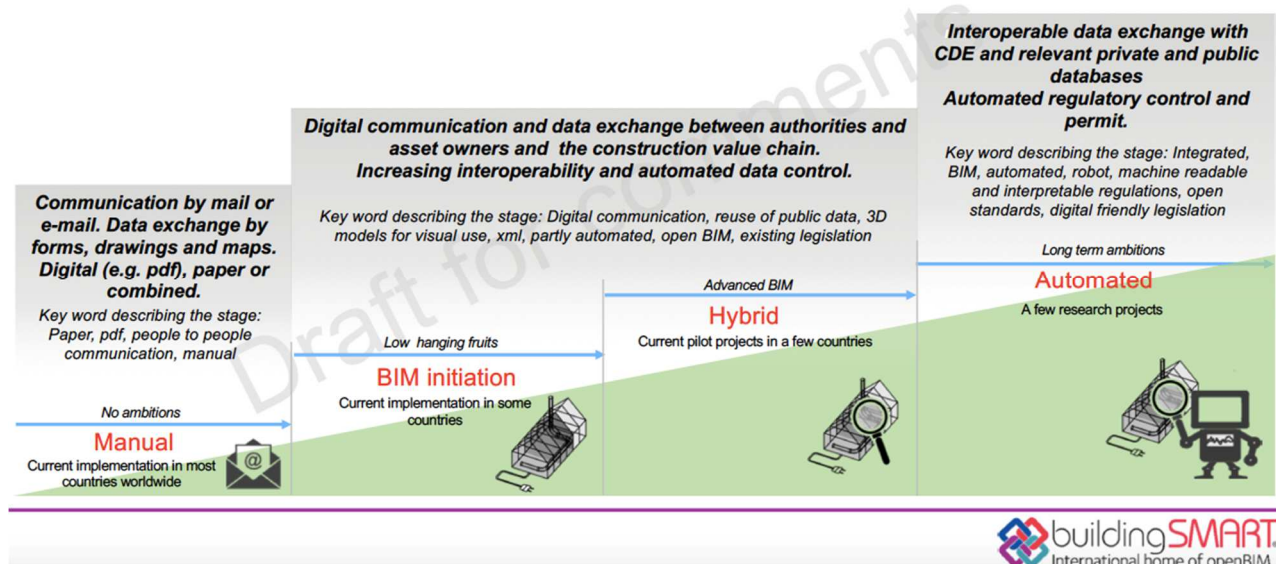 Communication by mail or
e-mail. Data exchange by
forms, drawings and maps.
Digital (e.g. pdf), paper or
combined.
Key word describing the stage:
Paper, pdf, people to people
communication, manual
No ambitions
Manual
Current implementation in most
countries worldwide
@
Digital communication and data exchange between authorities and
asset owners and the construction value chain.
Increasing interoperability and automated data control.
Key word describing the stage: Digital communication, reuse of public data, 3D
models for visual use, xml, partly automated, open BIM, existing legislation
Low hanging fruits
BIM initiation
Current implementation in some
countries
Advanced BIM
Hybrid
Current pilot projects in a few countries
Interoperable data exchange with
CDE and relevant private and public
databases
Automated regulatory control and
permit.
Key word describing the stage: Integrated,
BIM, automated, robot, machine readable
and interpretable regulations, open
standards, digital friendly legislation
Long term ambitions
Automated
A few research projects
Draft for comments
buildingSMART
International home of openBIM